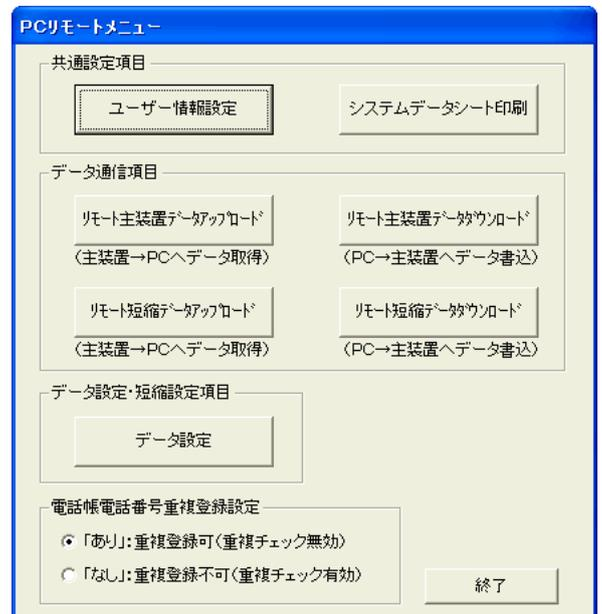 PCリモートメニュー
共通設定項目
ユーザー情報設定
システムデータシート印刷
データ通信項目
ﾘﾓｰﾄ主装置ﾃﾞｰﾀｱｯﾌﾟﾛｰﾄﾞ
ﾘﾓｰﾄ主装置ﾃﾞｰﾀﾀﾞｳﾝﾛｰﾄﾞ
(主装置→PCへデータ取得)
(PC→主装置へデータ書込)
ﾘﾓｰﾄ短縮ﾃﾞｰﾀｱｯﾌﾟﾛｰﾄﾞ
ﾘﾓｰﾄ短縮ﾃﾞｰﾀﾀﾞｳﾝﾛｰﾄﾞ
(主装置→PCへデータ取得)
(PC→主装置へデータ書込)
データ設定・短縮設定項目
データ設定
電話帳電話番号重複登録設定
「あり」:重複登録可(重複チェック無効)
「なし」:重複登録不可(重複チェック有効)
終了